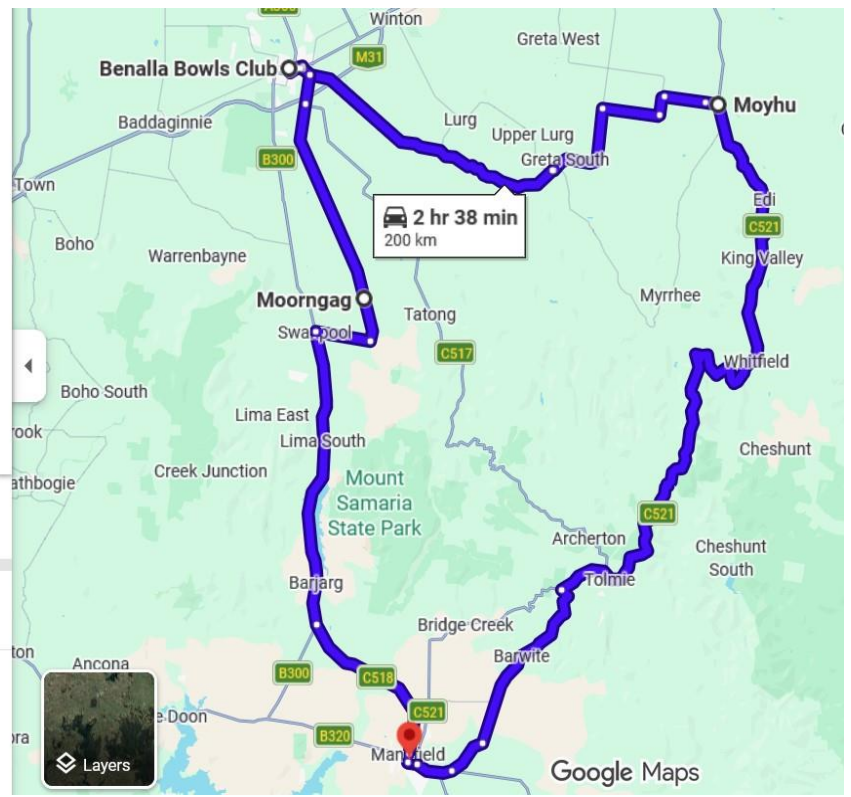 Winton
Greta West
Benalla Bowls Club
M31
Moyhu
Baddaginnie
Lurg
Upper Lurg
Greta South
B300
Town
2 hr 38 min
200 km
Edi
C521
Boho
Warrenbayne
King Valley
Moorngag
Myrrhee
Tatong
C517
Whitfield
Boho South
Lima East
Lima South
Cheshunt
Creek Junction
Mount
Samaria
State Park
C521
Archerton
Cheshunt
South
Barjarg
Tolmie
Bridge Creek
Barwite
Ancona
B300
C518
C521
e Doon
B320
Layers
Google Maps